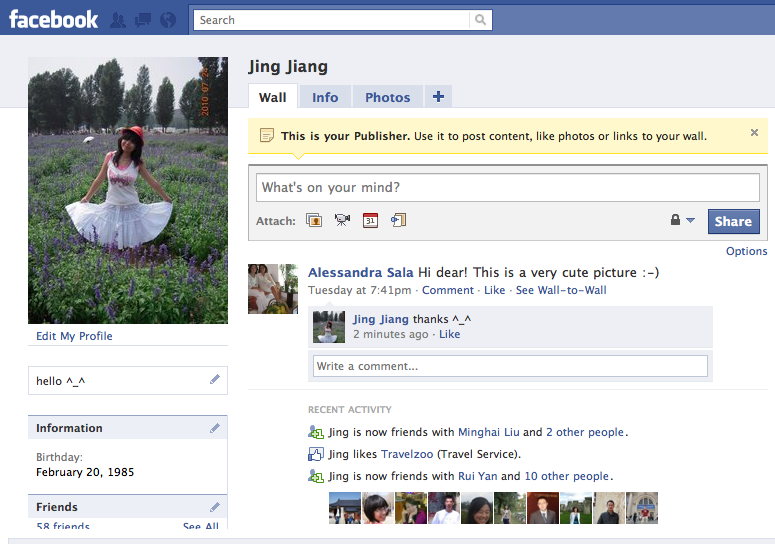 facebook
Search
2010.07.24
Jing Jiang
Wall
Info
Photos
+
This is your Publisher. Use it to post content, like photos or links to your wall.
What's on your mind?
Attach:
31
Share
Options
Alessandra Sala Hi dear! This is a very cute picture :-)
Tuesday at 7:41pm · Comment · Like · See Wall-to-Wall
Jing Jiang thanks ^_^
2 minutes ago · Like
Write a comment...
Edit My Profile
hello ^_^
Information
Birthday:
February 20, 1985
Friends
58 friends
See All
RECENT ACTIVITY
Jing is now friends with Minghai Liu and 2 other people.
Jing likes Travelzoo (Travel Service).
Jing is now friends with Rui Yan and 10 other people.